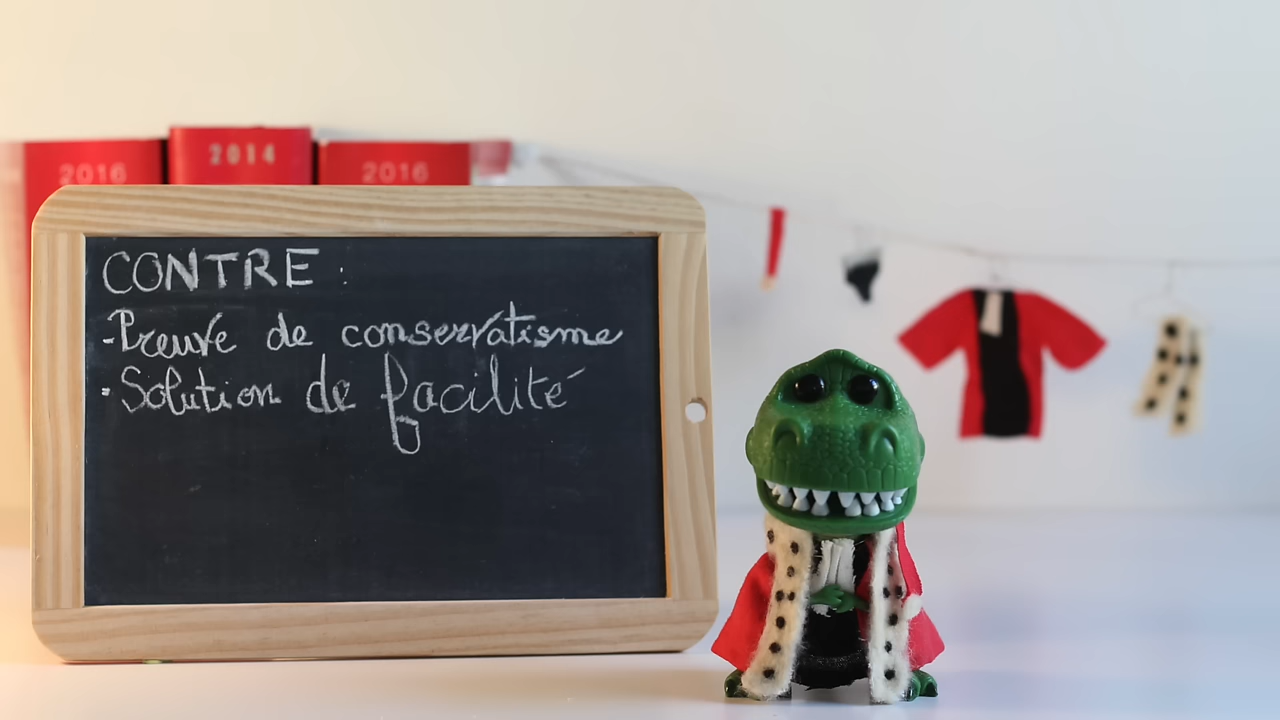 2016 2014 2016
CONTRE :
- Preuve de conservatisme
- Solution de facilité